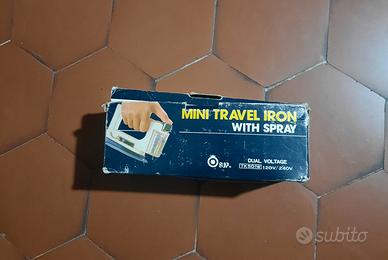 MINI TRAVEL IRON
WITH SPRAY
DUAL VOLTAGE
120V/240V
subito